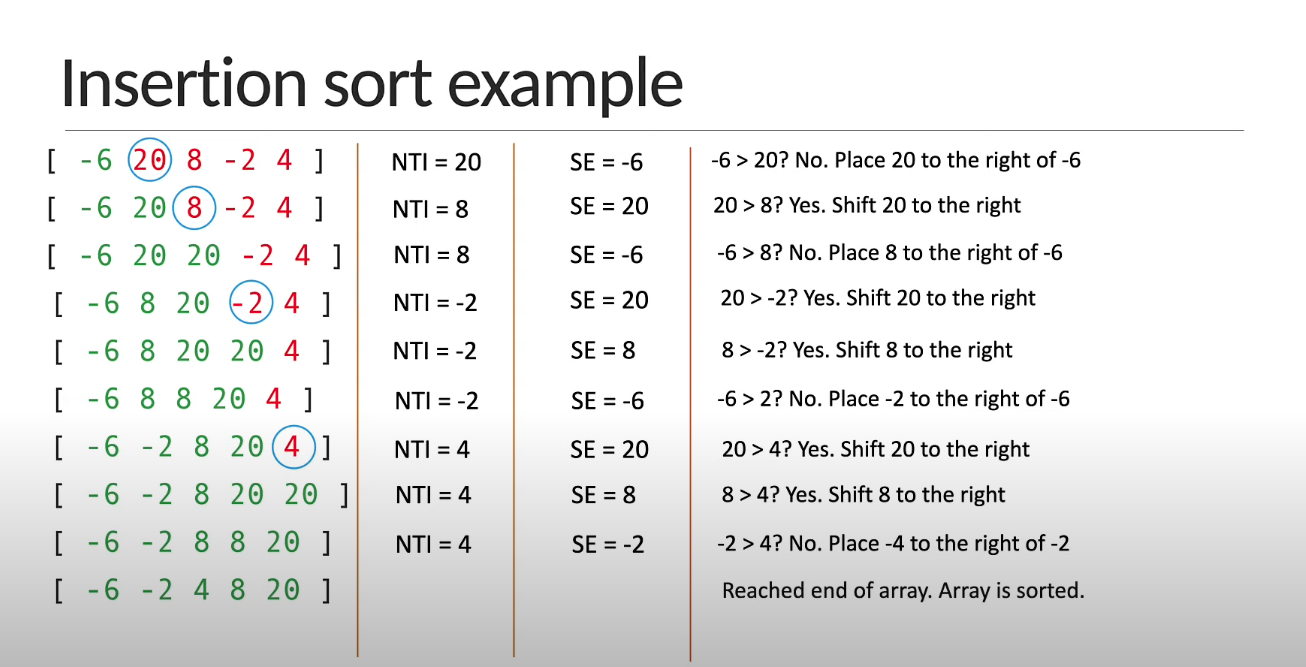 Insertion sort example
[ -6 20 8 -2 4 ] NTI = 20 SE = -6 -6 > 20? No. Place 20 to the right of -6
[ -6 20 8 -2 4 ] NTI = 8 SE = 20 20 > 8? Yes. Shift 20 to the right
[ -6 20 20 -2 4 ] NTI = 8 SE = -6 -6 > 8? No. Place 8 to the right of -6
[ -6 8 20 -2 4 ] NTI = -2 SE = 20 20 > -2? Yes. Shift 20 to the right
[ -6 8 20 20 4 ] NTI = -2 SE = 8 8 > -2? Yes. Shift 8 to the right
[ -6 8 8 20 4 ] NTI = -2 SE = -6 -6 > 2? No. Place -2 to the right of -6
[ -6 -2 8 20 4 ] NTI = 4 SE = 20 20 > 4? Yes. Shift 20 to the right
[ -6 -2 8 20 20 ] NTI = 4 SE = 8 8 > 4? Yes. Shift 8 to the right
[ -6 -2 8 8 20 ] NTI = 4 SE = -2 -2 > 4? No. Place -4 to the right of -2
[ -6 -2 4 8 20 ] Reached end of array. Array is sorted.